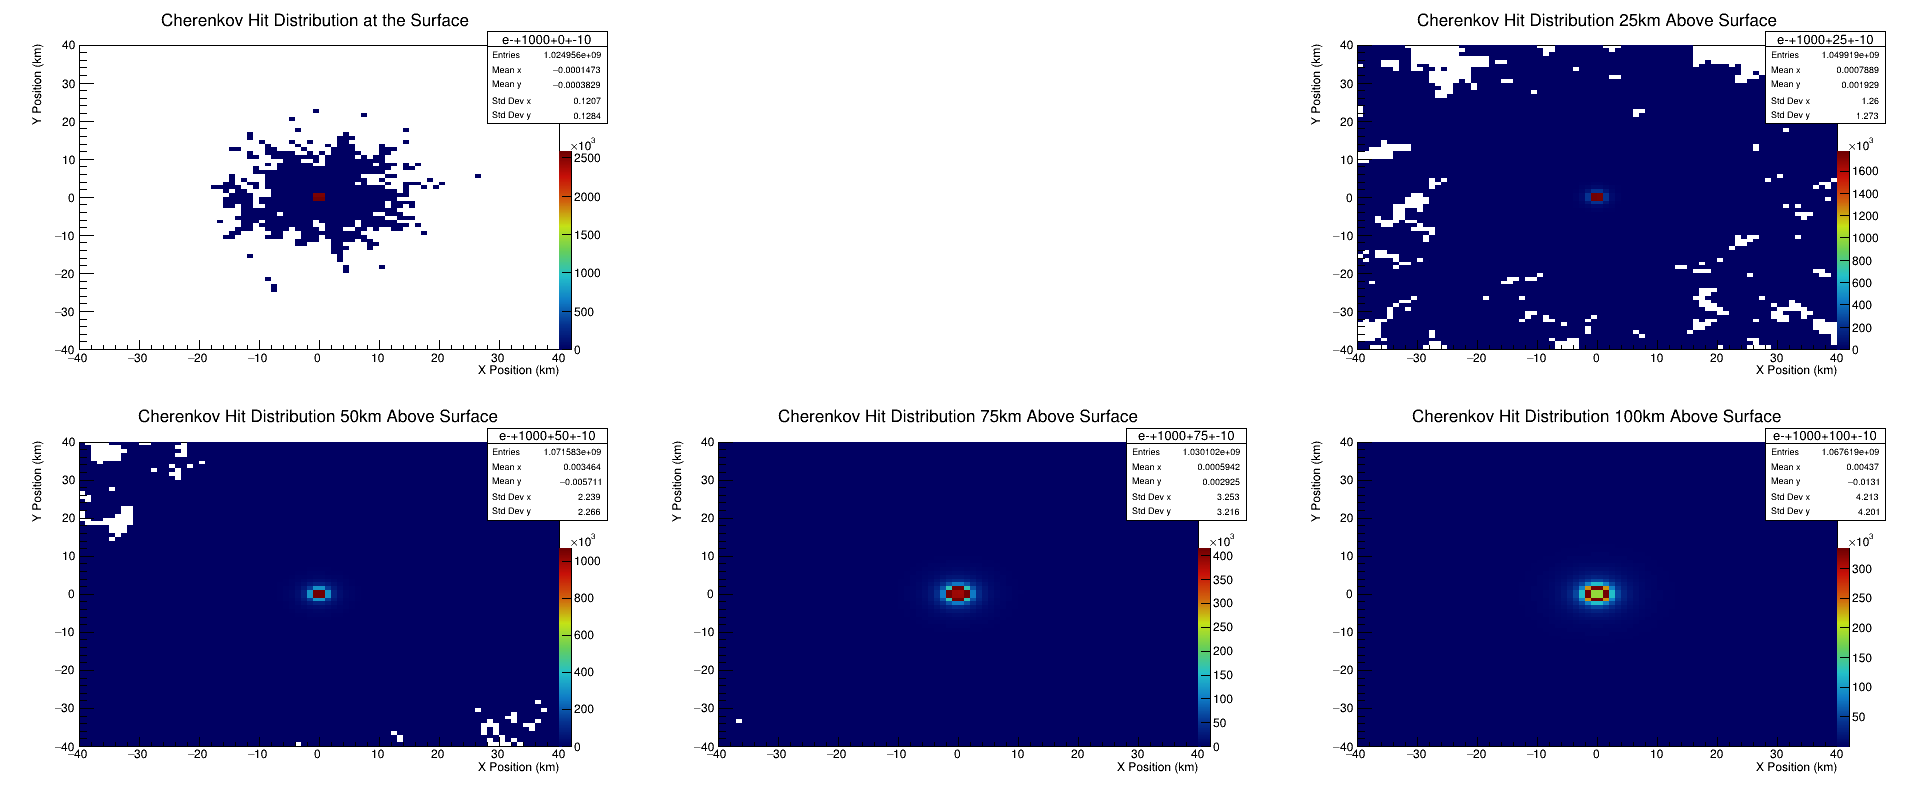 Cherenkov Hit Distribution at the Surface
e-+1000+0+-10
Entries 1.024956e+09
Mean x −0.0001473
Mean y −0.0003829
Std Dev x 0.1207
Std Dev y 0.1284
Y Position (km)
40
30
20
10
0
−10
−20
−30
−40
−40 −30 −20 −10 0 10 20 30 40
X Position (km)
×10³
2500
2000
1500
1000
500
0
Cherenkov Hit Distribution 25km Above Surface
e-+1000+25+-10
Entries 1.049919e+09
Mean x 0.0007889
Mean y 0.001929
Std Dev x 1.26
Std Dev y 1.273
Y Position (km)
40
30
20
10
0
−10
−20
−30
−40
−40 −30 −20 −10 0 10 20 30 40
X Position (km)
×10³
1600
1400
1200
1000
800
600
400
200
0
Cherenkov Hit Distribution 50km Above Surface
e-+1000+50+-10
Entries 1.071583e+09
Mean x 0.003464
Mean y −0.005711
Std Dev x 2.239
Std Dev y 2.266
Y Position (km)
40
30
20
10
0
−10
−20
−30
−40
−40 −30 −20 −10 0 10 20 30 40
X Position (km)
×10³
1000
800
600
400
200
0
Cherenkov Hit Distribution 75km Above Surface
e-+1000+75+-10
Entries 1.030102e+09
Mean x 0.0005942
Mean y 0.002925
Std Dev x 3.253
Std Dev y 3.216
Y Position (km)
40
30
20
10
0
−10
−20
−30
−40
−40 −30 −20 −10 0 10 20 30 40
X Position (km)
×10³
400
350
300
250
200
150
100
50
0
Cherenkov Hit Distribution 100km Above Surface
e-+1000+100+-10
Entries 1.067619e+09
Mean x 0.00437
Mean y −0.0131
Std Dev x 4.213
Std Dev y 4.201
Y Position (km)
40
30
20
10
0
−10
−20
−30
−40
−40 −30 −20 −10 0 10 20 30 40
X Position (km)
×10³
300
250
200
150
100
50